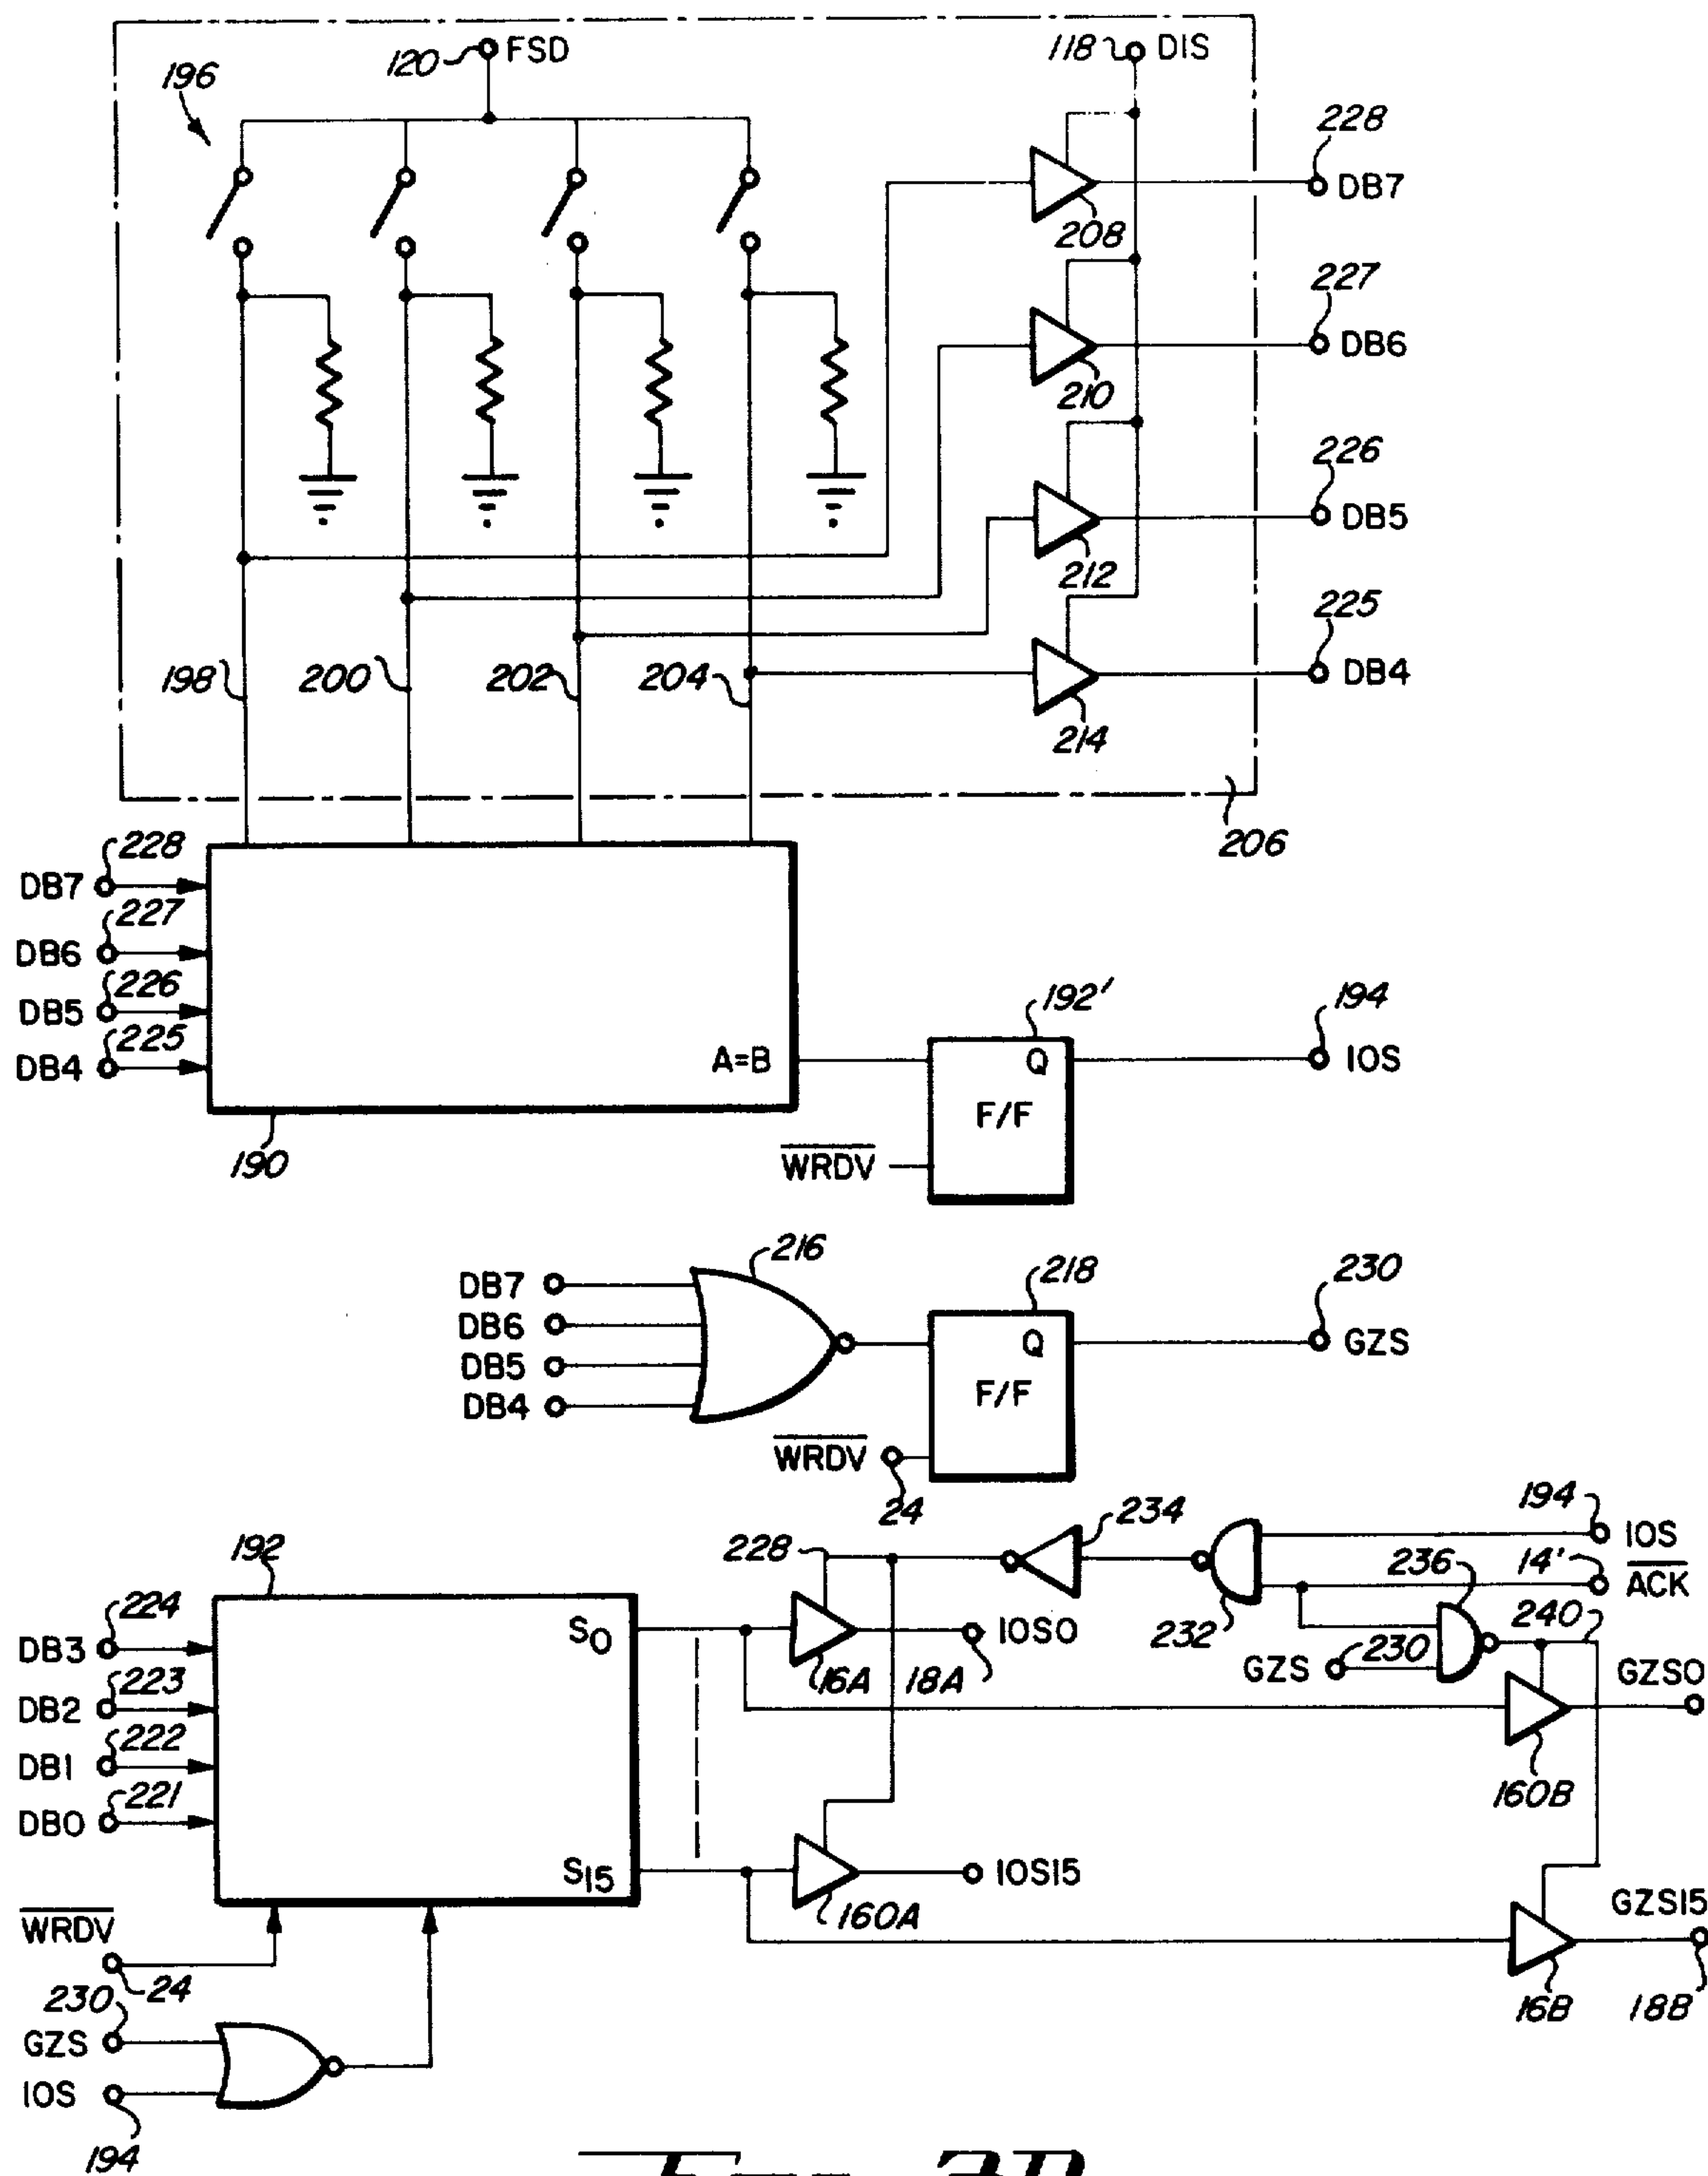 120 FSD
118 DIS
196
228
DB7
208
227
DB6
210
226
DB5
212
225
DB4
214
198 200 202 204
206
228
DB7
227
DB6
226
DB5
225
DB4
A=B
190
192'
Q
F/F
WRDV
194
IOS
216
DB7
DB6
DB5
DB4
218
Q
F/F
WRDV
24
230
GZS
192
224
DB3
223
DB2
222
DB1
221
DB0
S0
S15
WRDV
24
230
GZS
IOS
194
228
234
194
IOS
14'
ACK
232
236
240
GZS 230
IOS0
16A 18A
GZS0
160B
IOS15
160A
GZS15
16B 18B